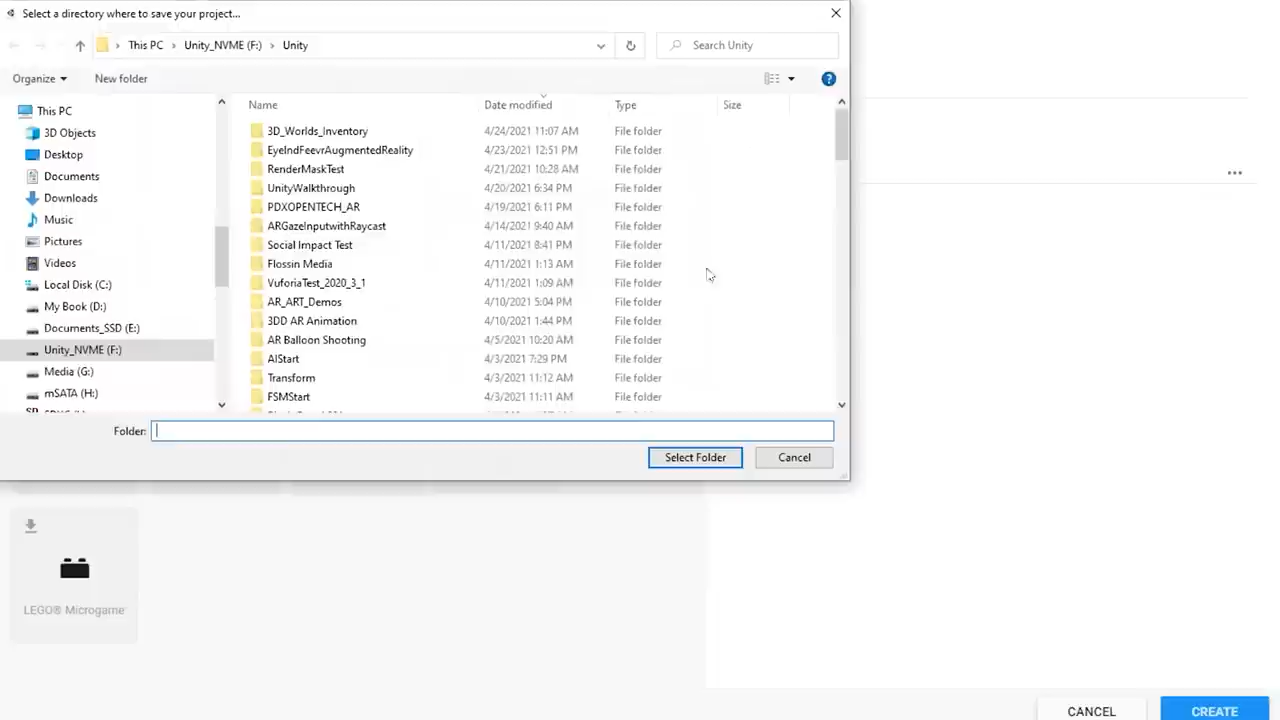 Select a directory where to save your project...
This PC > Unity_NVME (F:) > Unity
Search Unity
Organize
New folder
?
This PC
3D Objects
Desktop
Documents
Downloads
Music
Pictures
Videos
Local Disk (C:)
My Book (D:)
Documents_SSD (E:)
Unity_NVME (F:)
Media (G:)
mSATA (H:)
Name Date modified Type Size
3D_Worlds_Inventory 4/24/2021 11:07 AM File folder
EyeIndFeevrAugmentedReality 4/23/2021 12:51 PM File folder
RenderMaskTest 4/21/2021 10:28 AM File folder
UnityWalkthrough 4/20/2021 6:34 PM File folder
PDXOPENTECH_AR 4/19/2021 6:11 PM File folder
ARGazeInputwithRaycast 4/14/2021 9:40 AM File folder
Social Impact Test 4/11/2021 8:41 PM File folder
Flossin Media 4/11/2021 1:13 AM File folder
VuforiaTest_2020_3_1 4/11/2021 1:09 AM File folder
AR_ART_Demos 4/10/2021 5:04 PM File folder
3DD AR Animation 4/10/2021 1:44 PM File folder
AR Balloon Shooting 4/5/2021 10:20 AM File folder
AIStart 4/3/2021 7:29 PM File folder
Transform 4/3/2021 11:12 AM File folder
FSMStart 4/3/2021 11:11 AM File folder
Folder:
Select Folder
Cancel
LEGO® Microgame
CANCEL
CREATE